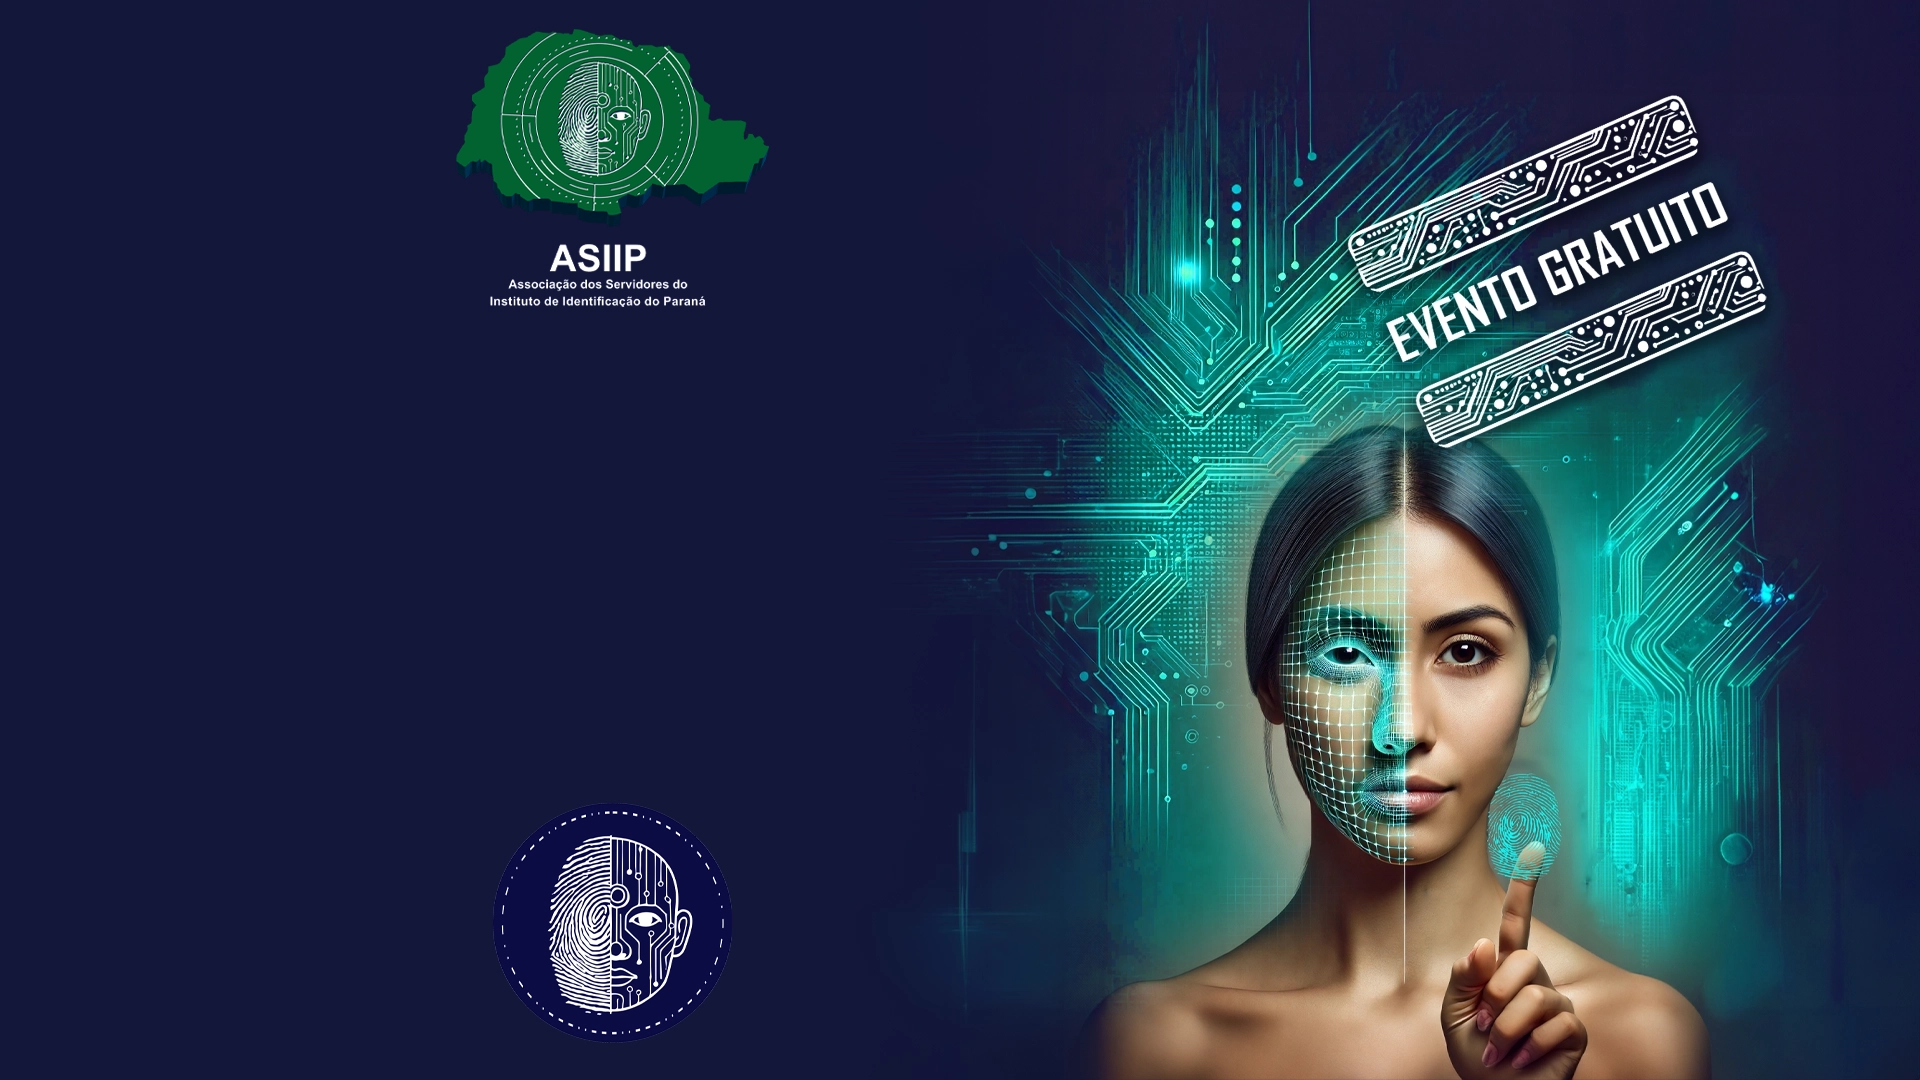 ASIIP
Associação dos Servidores do
Instituto de Identificação do Paraná
EVENTO GRATUITO